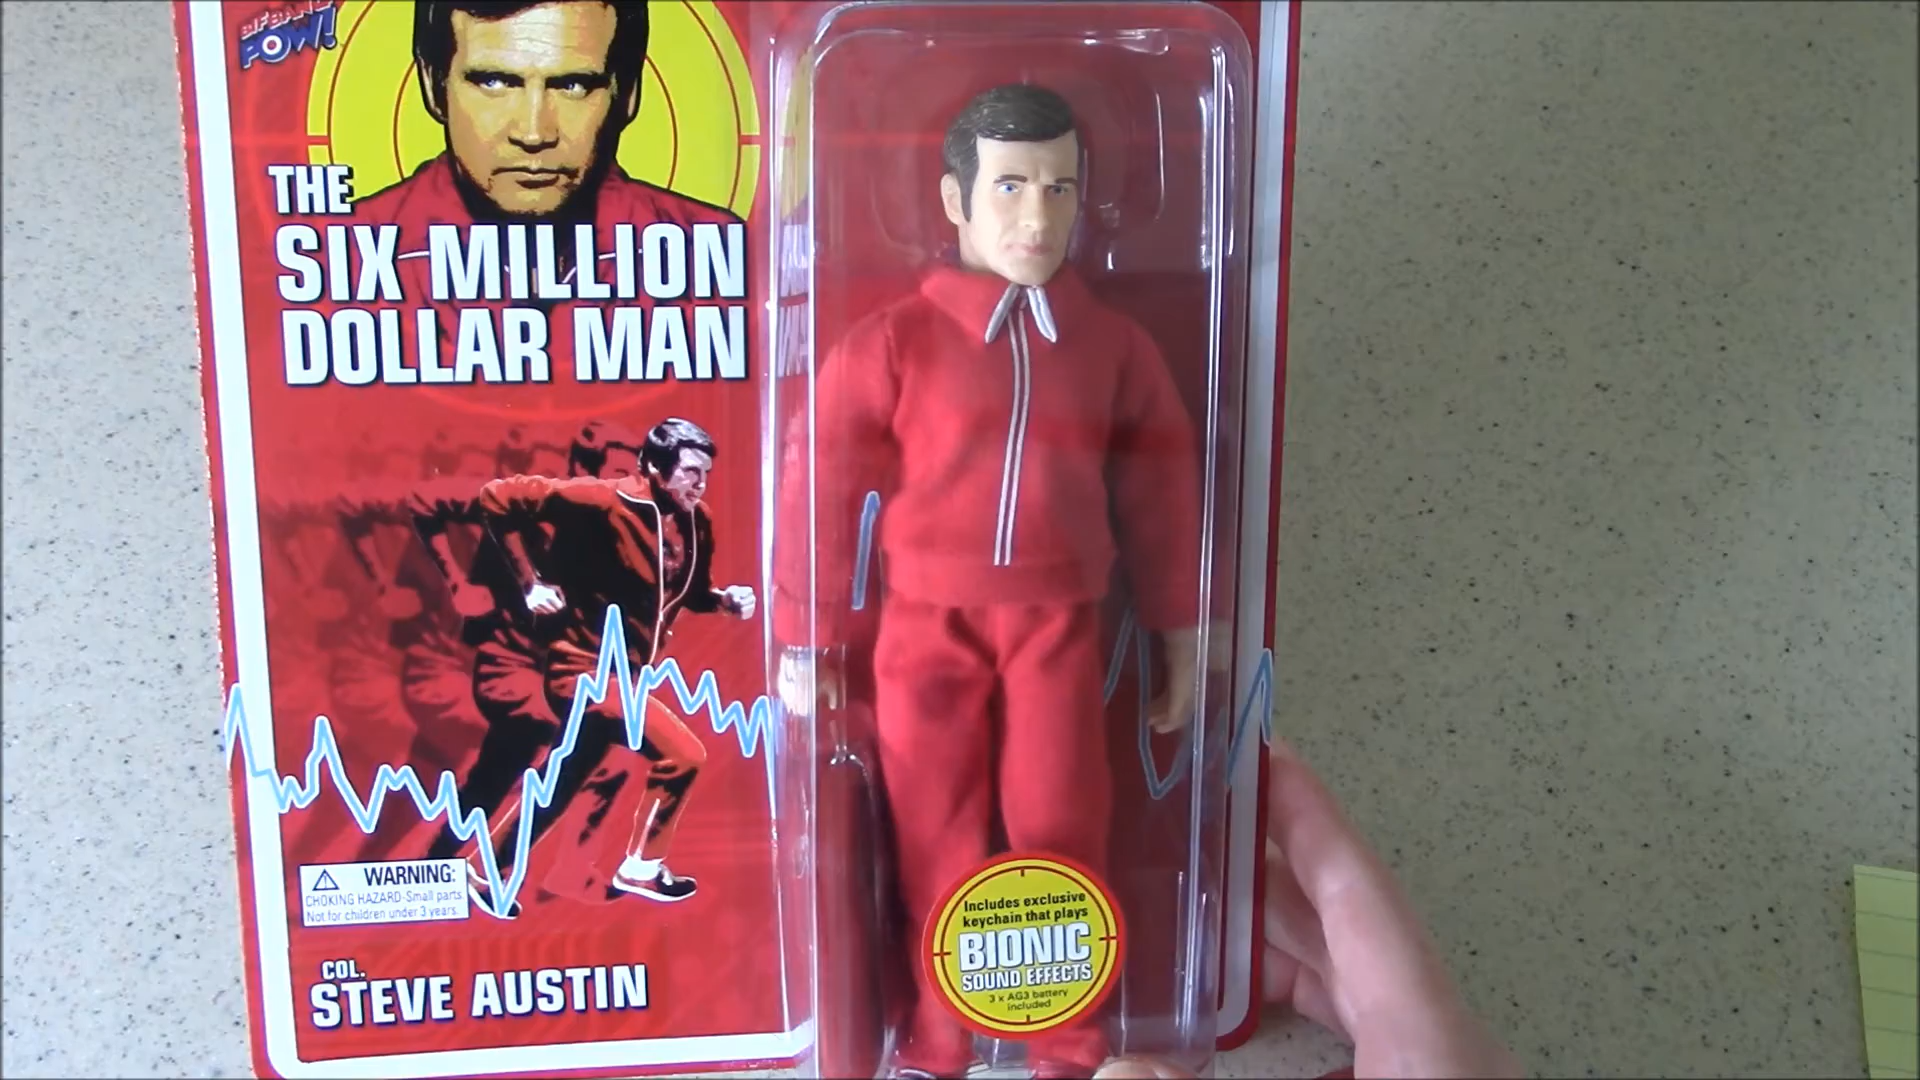 BIF BANG
POW!
THE
SIX MILLION
DOLLAR MAN
WARNING:
CHOKING HAZARD-Small parts.
Not for children under 3 years.
COL.
STEVE AUSTIN
Includes exclusive
keychain that plays
BIONIC
SOUND EFFECTS
3 x AG3 battery
included